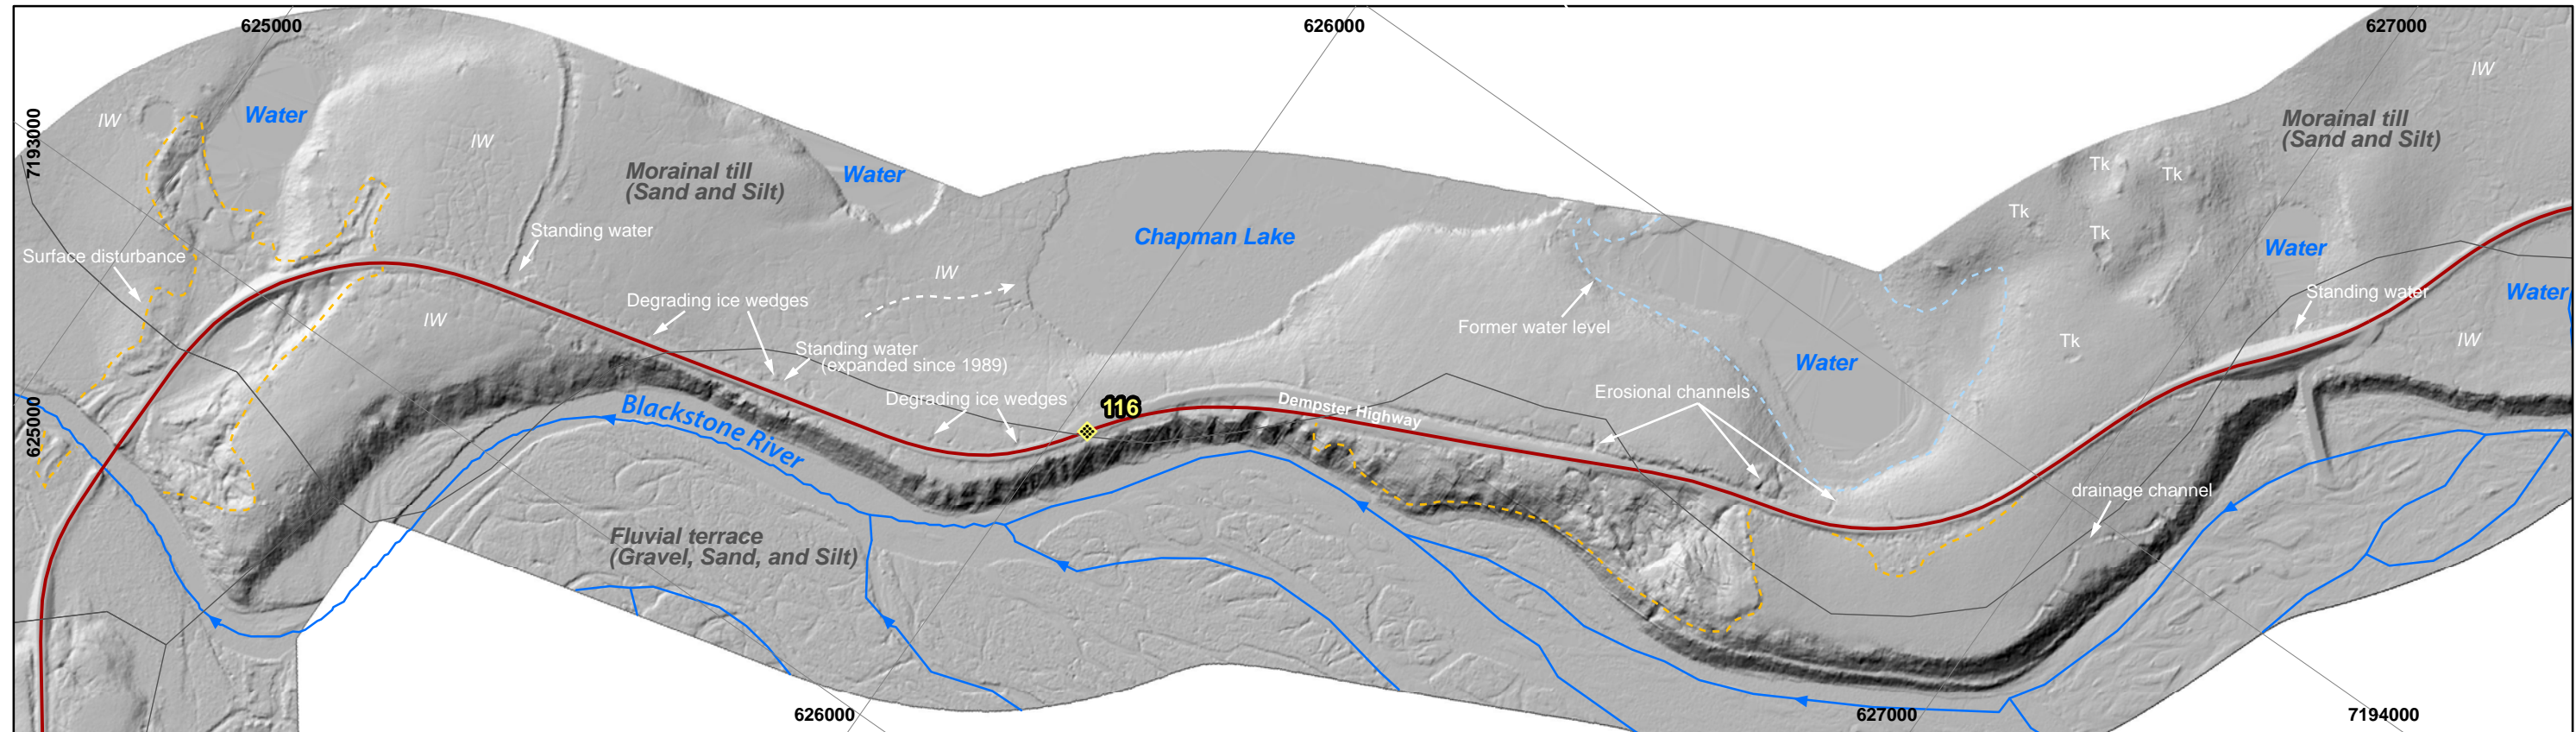 625000
626000
627000
IW
Water
IW
7193000
IW
Morainal till
(Sand and Silt)
Morainal till
(Sand and Silt)
Water
Tk
Tk
Tk
Tk
Standing water
Chapman Lake
Water
Surface disturbance
IW
Degrading ice wedges
Water
Standing water
IW
Former water level
Tk
IW
Standing water
(expanded since 1989)
Water
Degrading ice wedges
Erosional channels
116
Dempster Highway
Blackstone River
625000
drainage channel
Fluvial terrace
(Gravel, Sand, and Silt)
626000
627000
7194000